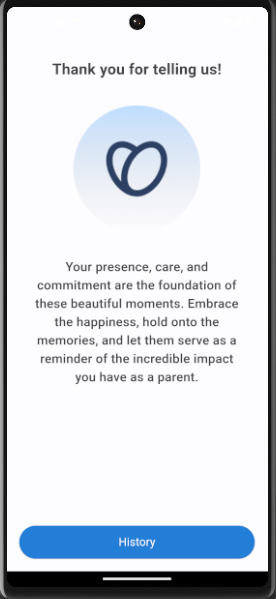 Thank you for telling us!
Your presence, care, and
commitment are the foundation of
these beautiful moments. Embrace
the happiness, hold onto the
memories, and let them serve as a
reminder of the incredible impact
you have as a parent.
History